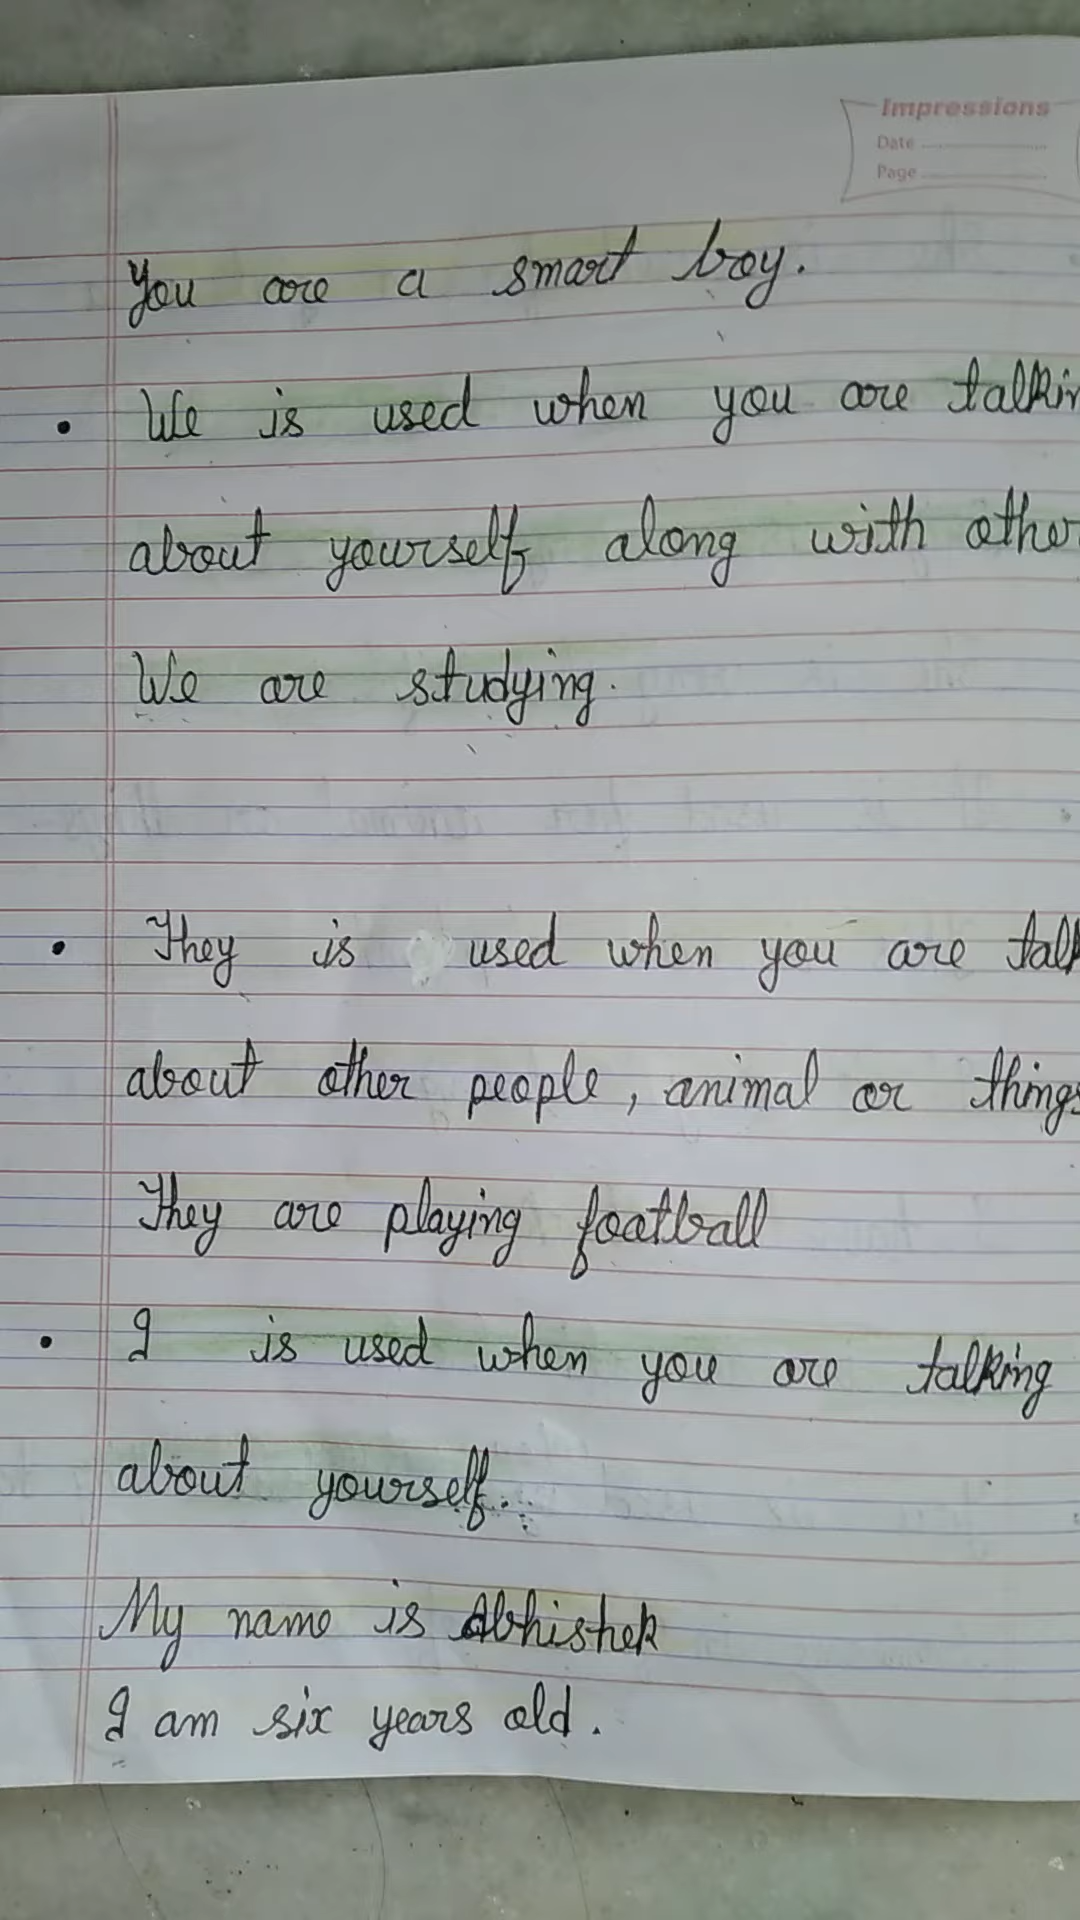 Impressions
Date
Page
You are a smart boy.
• We is used when you are talkin
about yourself along with othe
We are studying.
• They is used when you are talk
about other people, animal or things
They are playing football
• I is used when you are talking
about yourself.
My name is Abhishek
I am six years old.